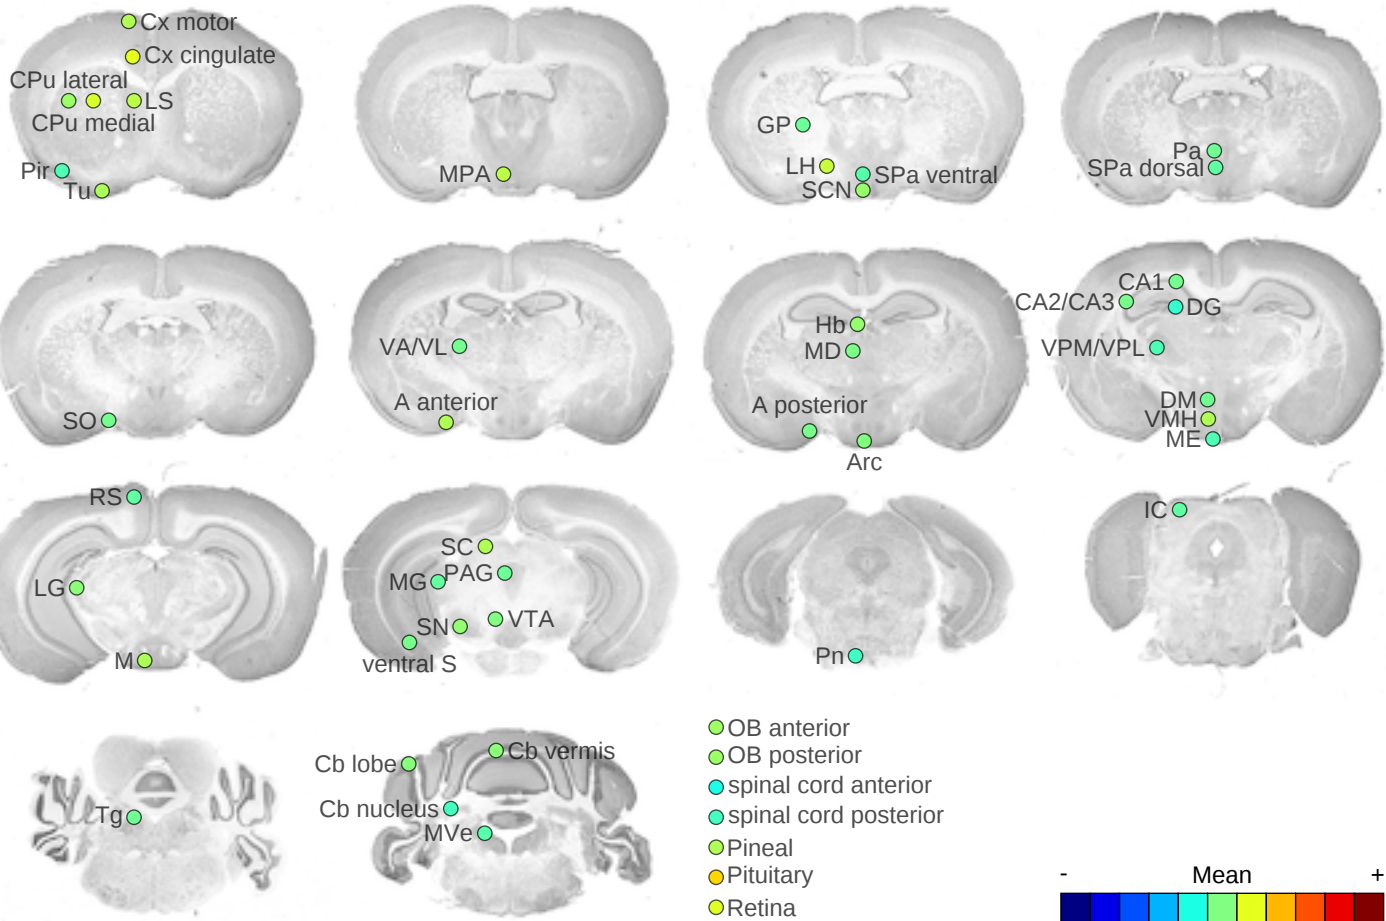 Cx motor
Cx cingulate
CPu lateral
LS
CPu medial
Pir
Tu
MPA
GP
LH
SPa ventral
SCN
Pa
SPa dorsal
SO
VA/VL
A anterior
Hb
MD
A posterior
Arc
CA1
CA2/CA3
DG
VPM/VPL
DM
VMH
ME
RS
LG
M
SC
MG
PAG
SN
VTA
ventral S
Pn
IC
Tg
Cb lobe
Cb vermis
Cb nucleus
MVe
OB anterior
OB posterior
spinal cord anterior
spinal cord posterior
Pineal
Pituitary
Retina
- Mean +